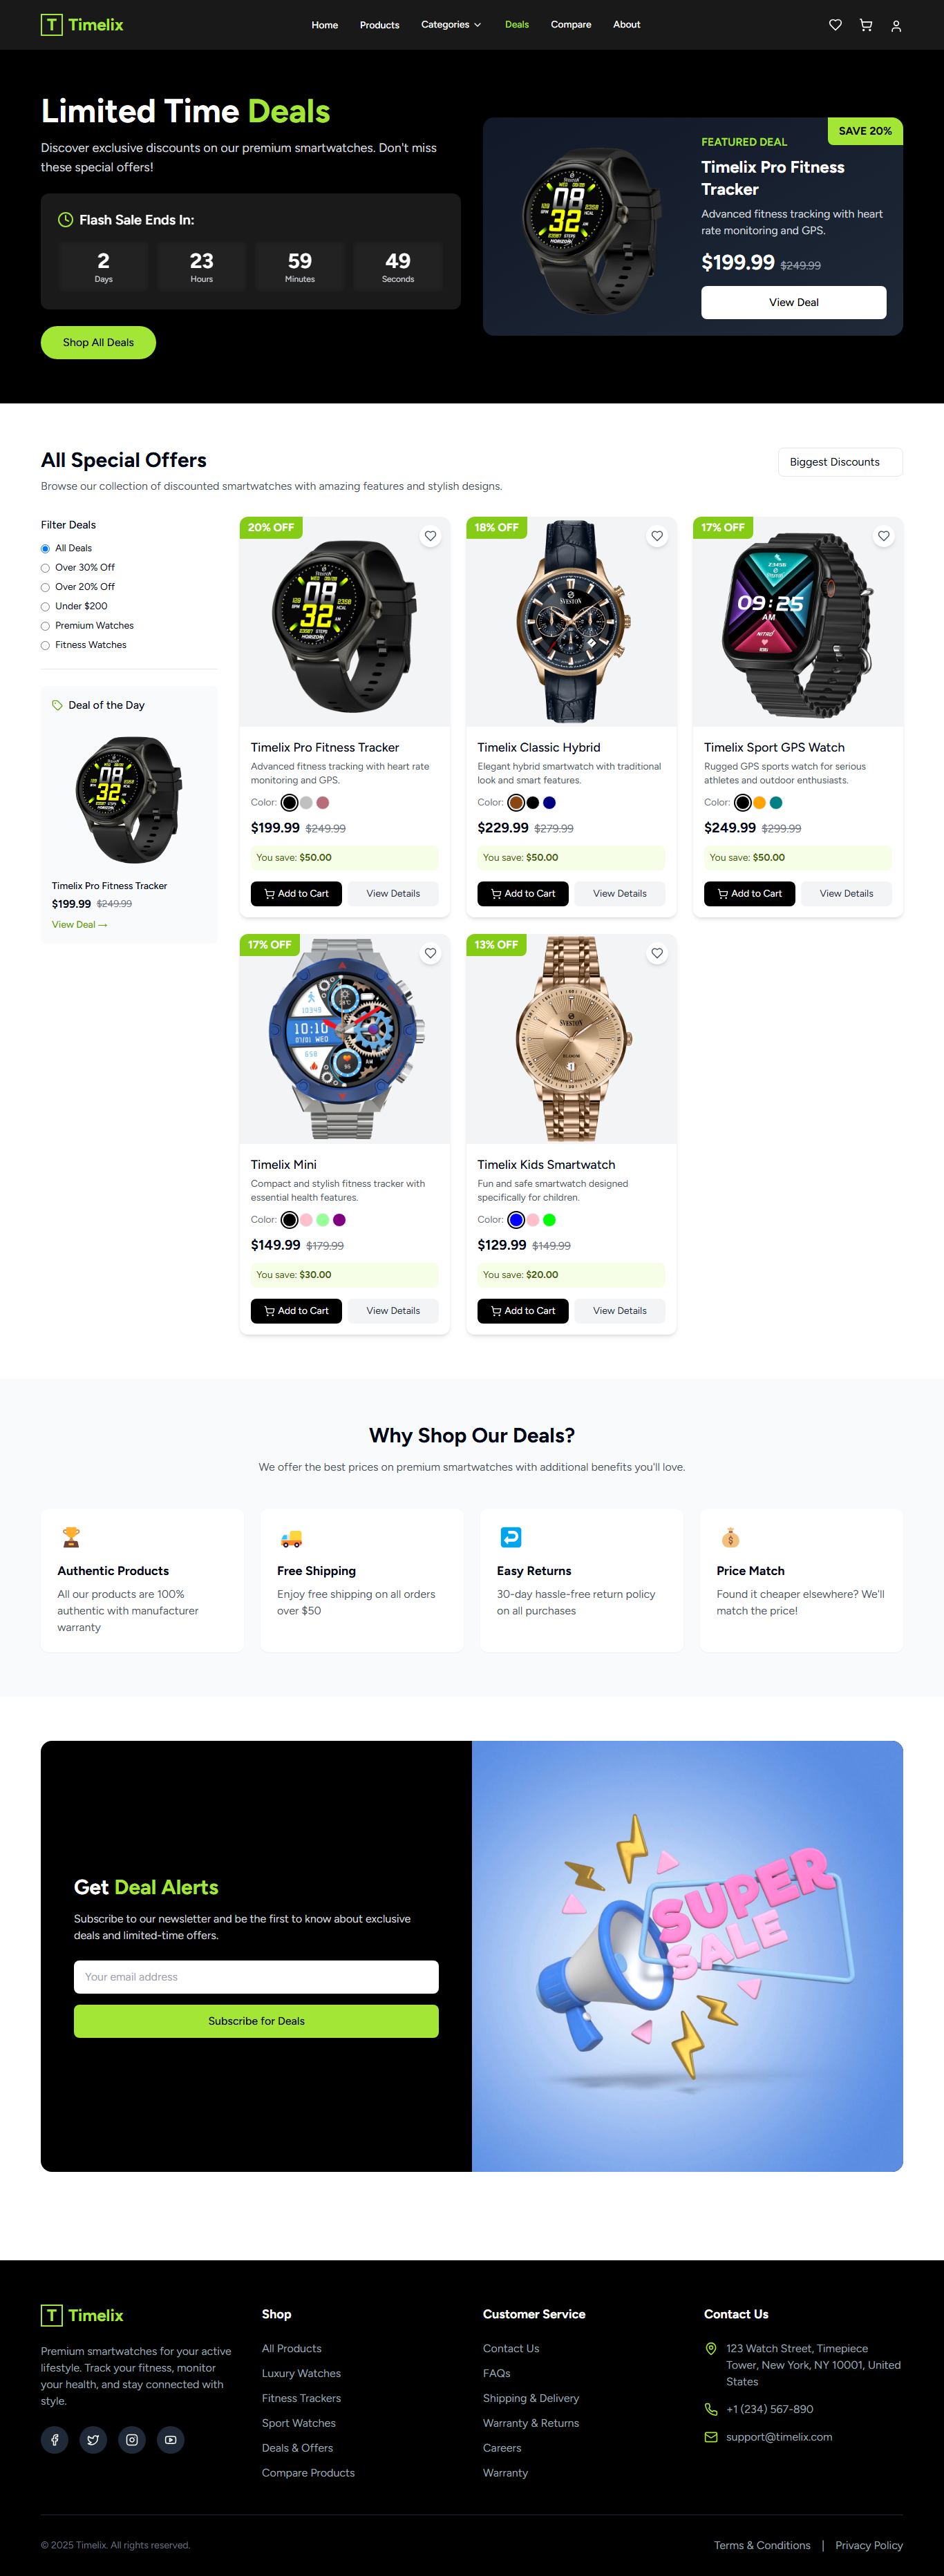 T Timelix
Home
Products
Categories
Deals
Compare
About
Limited Time Deals
Discover exclusive discounts on our premium smartwatches. Don't miss
these special offers!
Flash Sale Ends In:
2
Days
23
Hours
59
Minutes
49
Seconds
Shop All Deals
SAVE 20%
FEATURED DEAL
Timelix Pro Fitness
Tracker
Advanced fitness tracking with heart
rate monitoring and GPS.
$199.99 $249.99
View Deal
All Special Offers
Browse our collection of discounted smartwatches with amazing features and stylish designs.
Biggest Discounts
Filter Deals
All Deals
Over 30% Off
Over 20% Off
Under $200
Premium Watches
Fitness Watches
Deal of the Day
Timelix Pro Fitness Tracker
$199.99 $249.99
View Deal →
20% OFF
08
32
Timelix Pro Fitness Tracker
Advanced fitness tracking with heart rate
monitoring and GPS.
Color:
$199.99 $249.99
You save: $50.00
Add to Cart
View Details
18% OFF
SVESTON
Timelix Classic Hybrid
Elegant hybrid smartwatch with traditional
look and smart features.
Color:
$229.99 $279.99
You save: $50.00
Add to Cart
View Details
17% OFF
09:25
AM
Timelix Sport GPS Watch
Rugged GPS sports watch for serious
athletes and outdoor enthusiasts.
Color:
$249.99 $299.99
You save: $50.00
Add to Cart
View Details
17% OFF
10:10
07/01 WED
Timelix Mini
Compact and stylish fitness tracker with
essential health features.
Color:
$149.99 $179.99
You save: $30.00
Add to Cart
View Details
13% OFF
SVESTON
Timelix Kids Smartwatch
Fun and safe smartwatch designed
specifically for children.
Color:
$129.99 $149.99
You save: $20.00
Add to Cart
View Details
Why Shop Our Deals?
We offer the best prices on premium smartwatches with additional benefits you'll love.
Authentic Products
All our products are 100%
authentic with manufacturer
warranty
Free Shipping
Enjoy free shipping on all orders
over $50
Easy Returns
30-day hassle-free return policy
on all purchases
Price Match
Found it cheaper elsewhere? We'll
match the price!
Get Deal Alerts
Subscribe to our newsletter and be the first to know about exclusive
deals and limited-time offers.
Your email address
Subscribe for Deals
SUPER
SALE
T Timelix
Premium smartwatches for your active
lifestyle. Track your fitness, monitor
your health, and stay connected with
style.
Shop
All Products
Luxury Watches
Fitness Trackers
Sport Watches
Deals & Offers
Compare Products
Customer Service
Contact Us
FAQs
Shipping & Delivery
Warranty & Returns
Careers
Warranty
Contact Us
123 Watch Street, Timepiece
Tower, New York, NY 10001, United
States
+1 (234) 567-890
support@timelix.com
© 2025 Timelix. All rights reserved.
Terms & Conditions | Privacy Policy